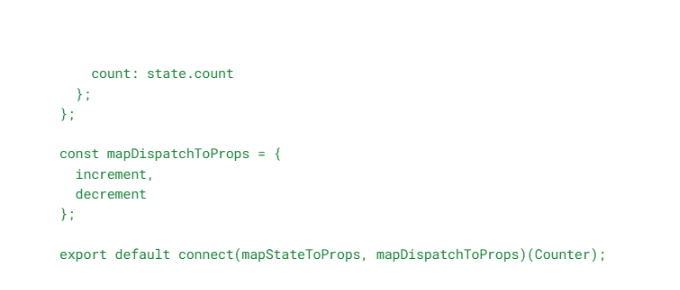 count: state.count
  };
};

const mapDispatchToProps = {
  increment,
  decrement
};

export default connect(mapStateToProps, mapDispatchToProps)(Counter);